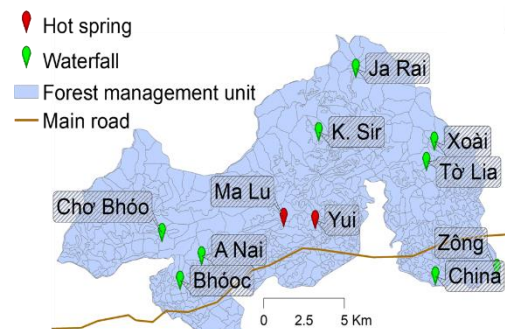 Hot spring
Waterfall
Forest management unit
Main road
Ja Rai
K. Sir
Xoài
Tờ Lia
Ma Lu
Yui
Chơ Bhóo
A Nai
Bhóoc
Zông
China
0 2.5 5 Km